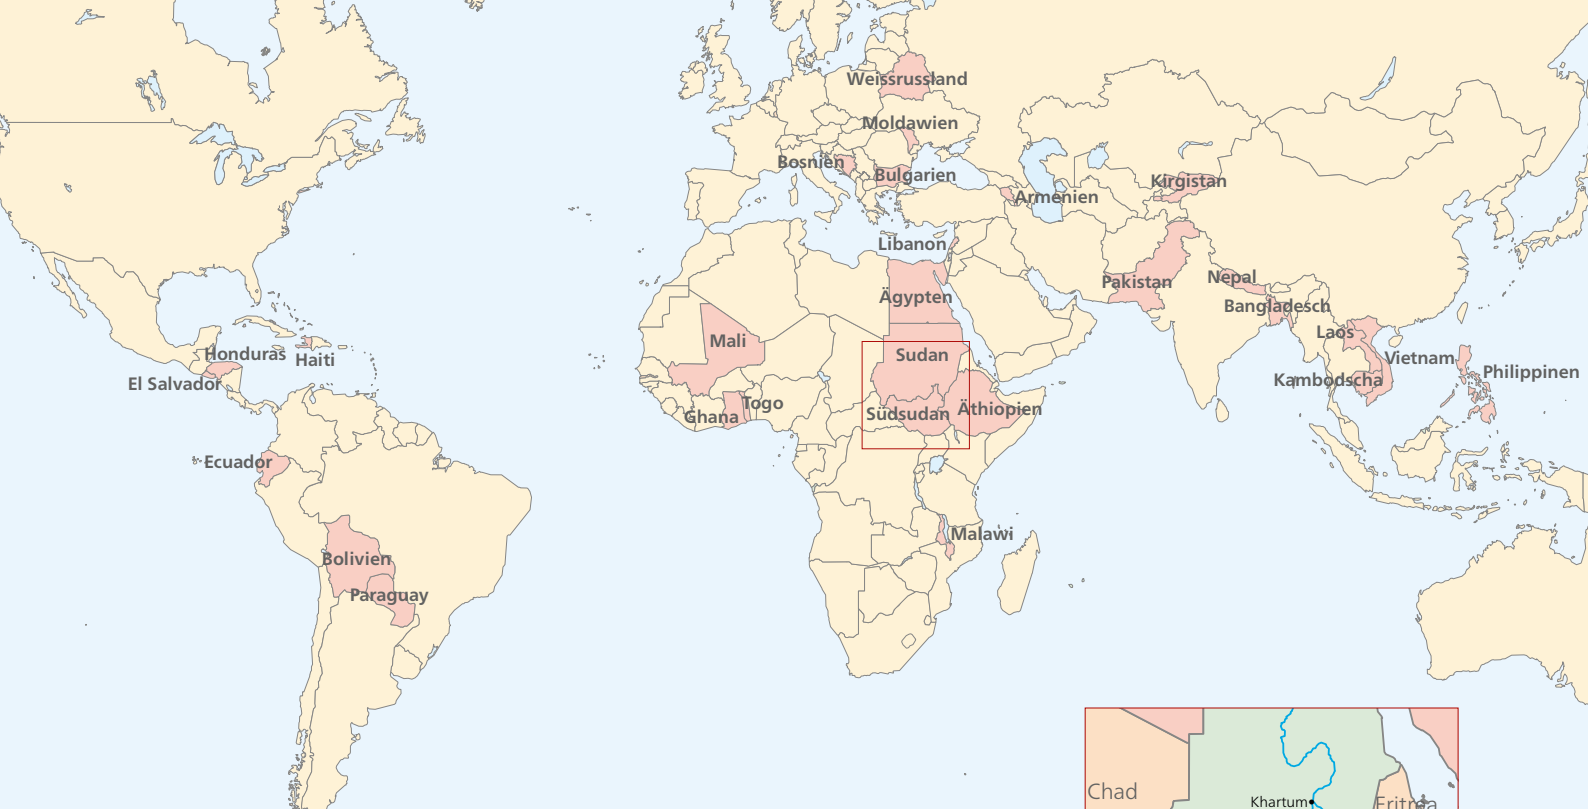 Weissrussland
Moldawien
Bosnien
Bulgarien
Kirgistan
Armenien
Libanon
Pakistan
Nepal
Ägypten
Bangladesch
Laos
Mali
Honduras
Haiti
Sudan
Vietnam
Philippinen
El Salvador
Kambodscha
Togo
Ghana
Südsudan
Äthiopien
Ecuador
Malawi
Bolivien
Paraguay
Chad
Khartum
Eritrea